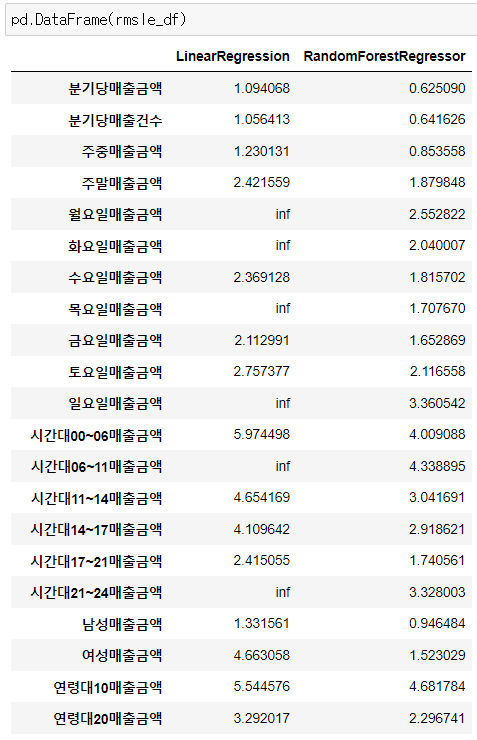 pd.DataFrame(rmsle_df)
LinearRegression RandomForestRegressor
분기당매출금액 1.094068 0.625090
분기당매출건수 1.056413 0.641626
주중매출금액 1.230131 0.853558
주말매출금액 2.421559 1.879848
월요일매출금액 inf 2.552822
화요일매출금액 inf 2.040007
수요일매출금액 2.369128 1.815702
목요일매출금액 inf 1.707670
금요일매출금액 2.112991 1.652869
토요일매출금액 2.757377 2.116558
일요일매출금액 inf 3.360542
시간대00~06매출금액 5.974498 4.009088
시간대06~11매출금액 inf 4.338895
시간대11~14매출금액 4.654169 3.041691
시간대14~17매출금액 4.109642 2.918621
시간대17~21매출금액 2.415055 1.740561
시간대21~24매출금액 inf 3.328003
남성매출금액 1.331561 0.946484
여성매출금액 4.663058 1.523029
연령대10매출금액 5.544576 4.681784
연령대20매출금액 3.292017 2.296741